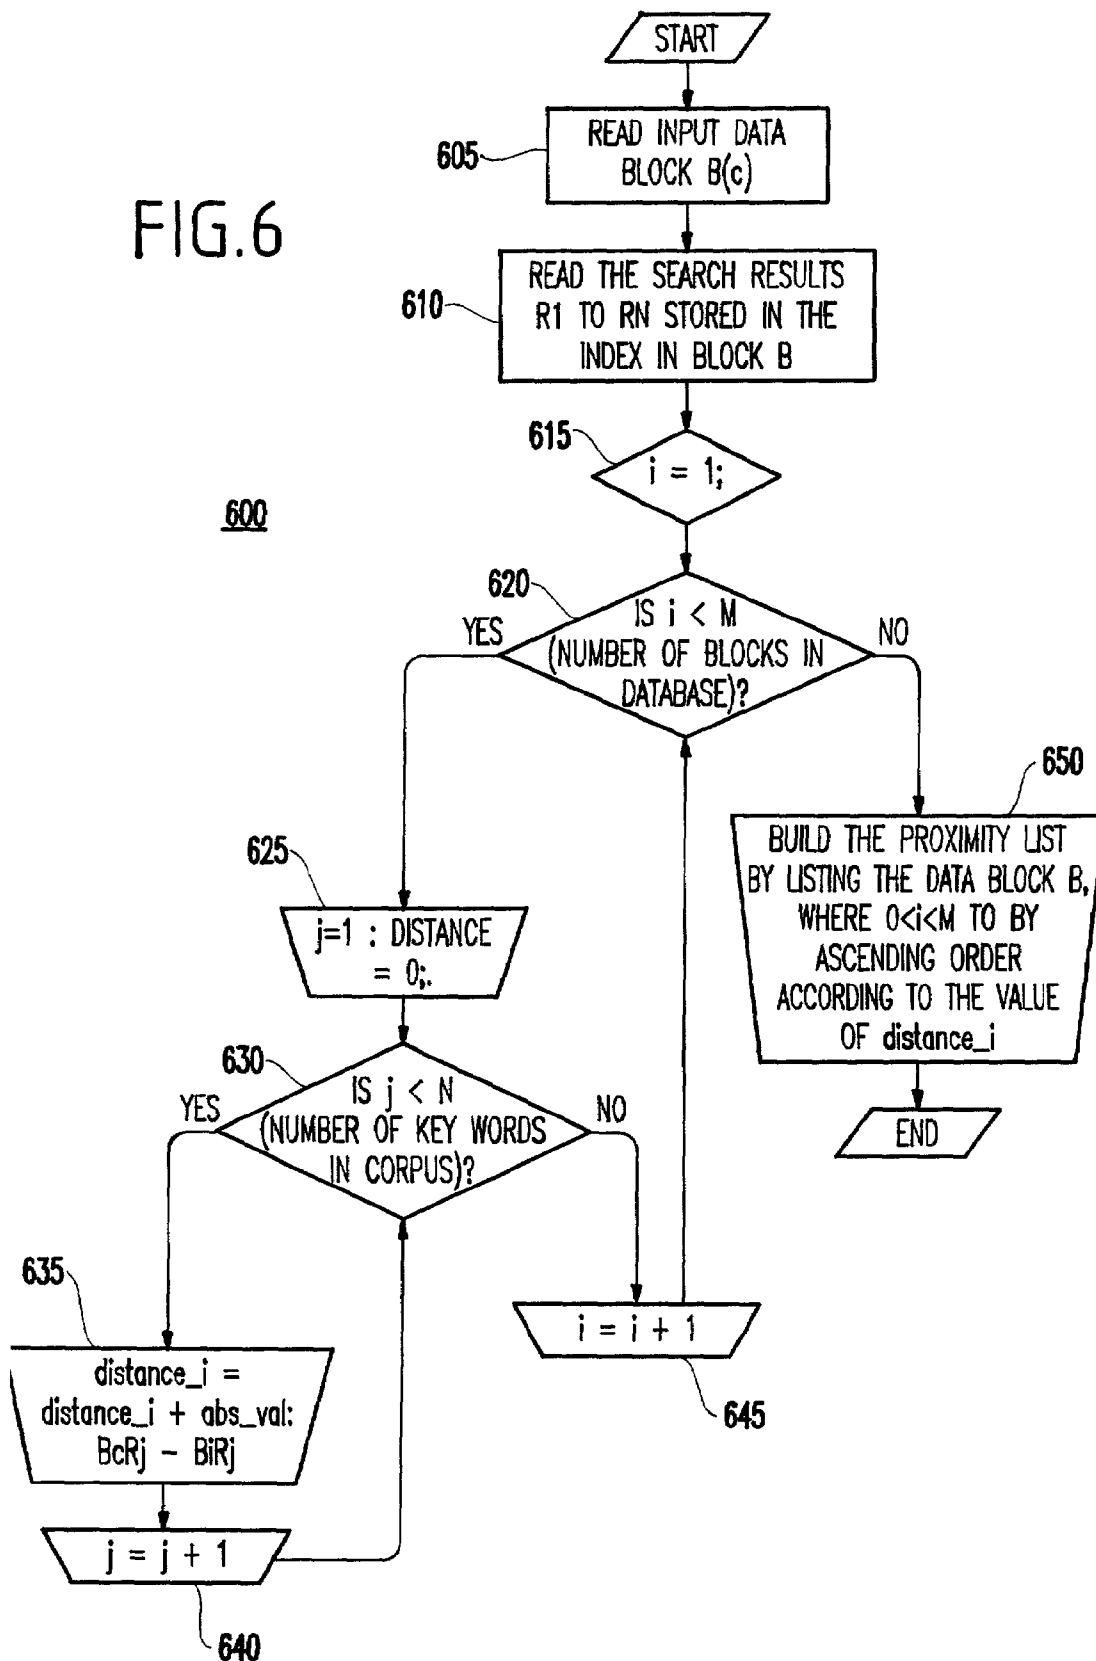 START
READ INPUT DATA
BLOCK B(c)
605
FIG.6
READ THE SEARCH RESULTS
R1 TO RN STORED IN THE
INDEX IN BLOCK B
610
615
i = 1;
600
620
IS i < M
(NUMBER OF BLOCKS IN
DATABASE)?
YES
NO
650
BUILD THE PROXIMITY LIST
BY LISTING THE DATA BLOCK B,
WHERE 0<i<M TO BY
ASCENDING ORDER
ACCORDING TO THE VALUE
OF distance_i
625
j=1 : DISTANCE
= 0;.
630
IS j < N
(NUMBER OF KEY WORDS
IN CORPUS)?
YES
NO
END
635
distance_i =
distance_i + abs_val:
BcRj - BiRj
i = i + 1
645
j = j + 1
640